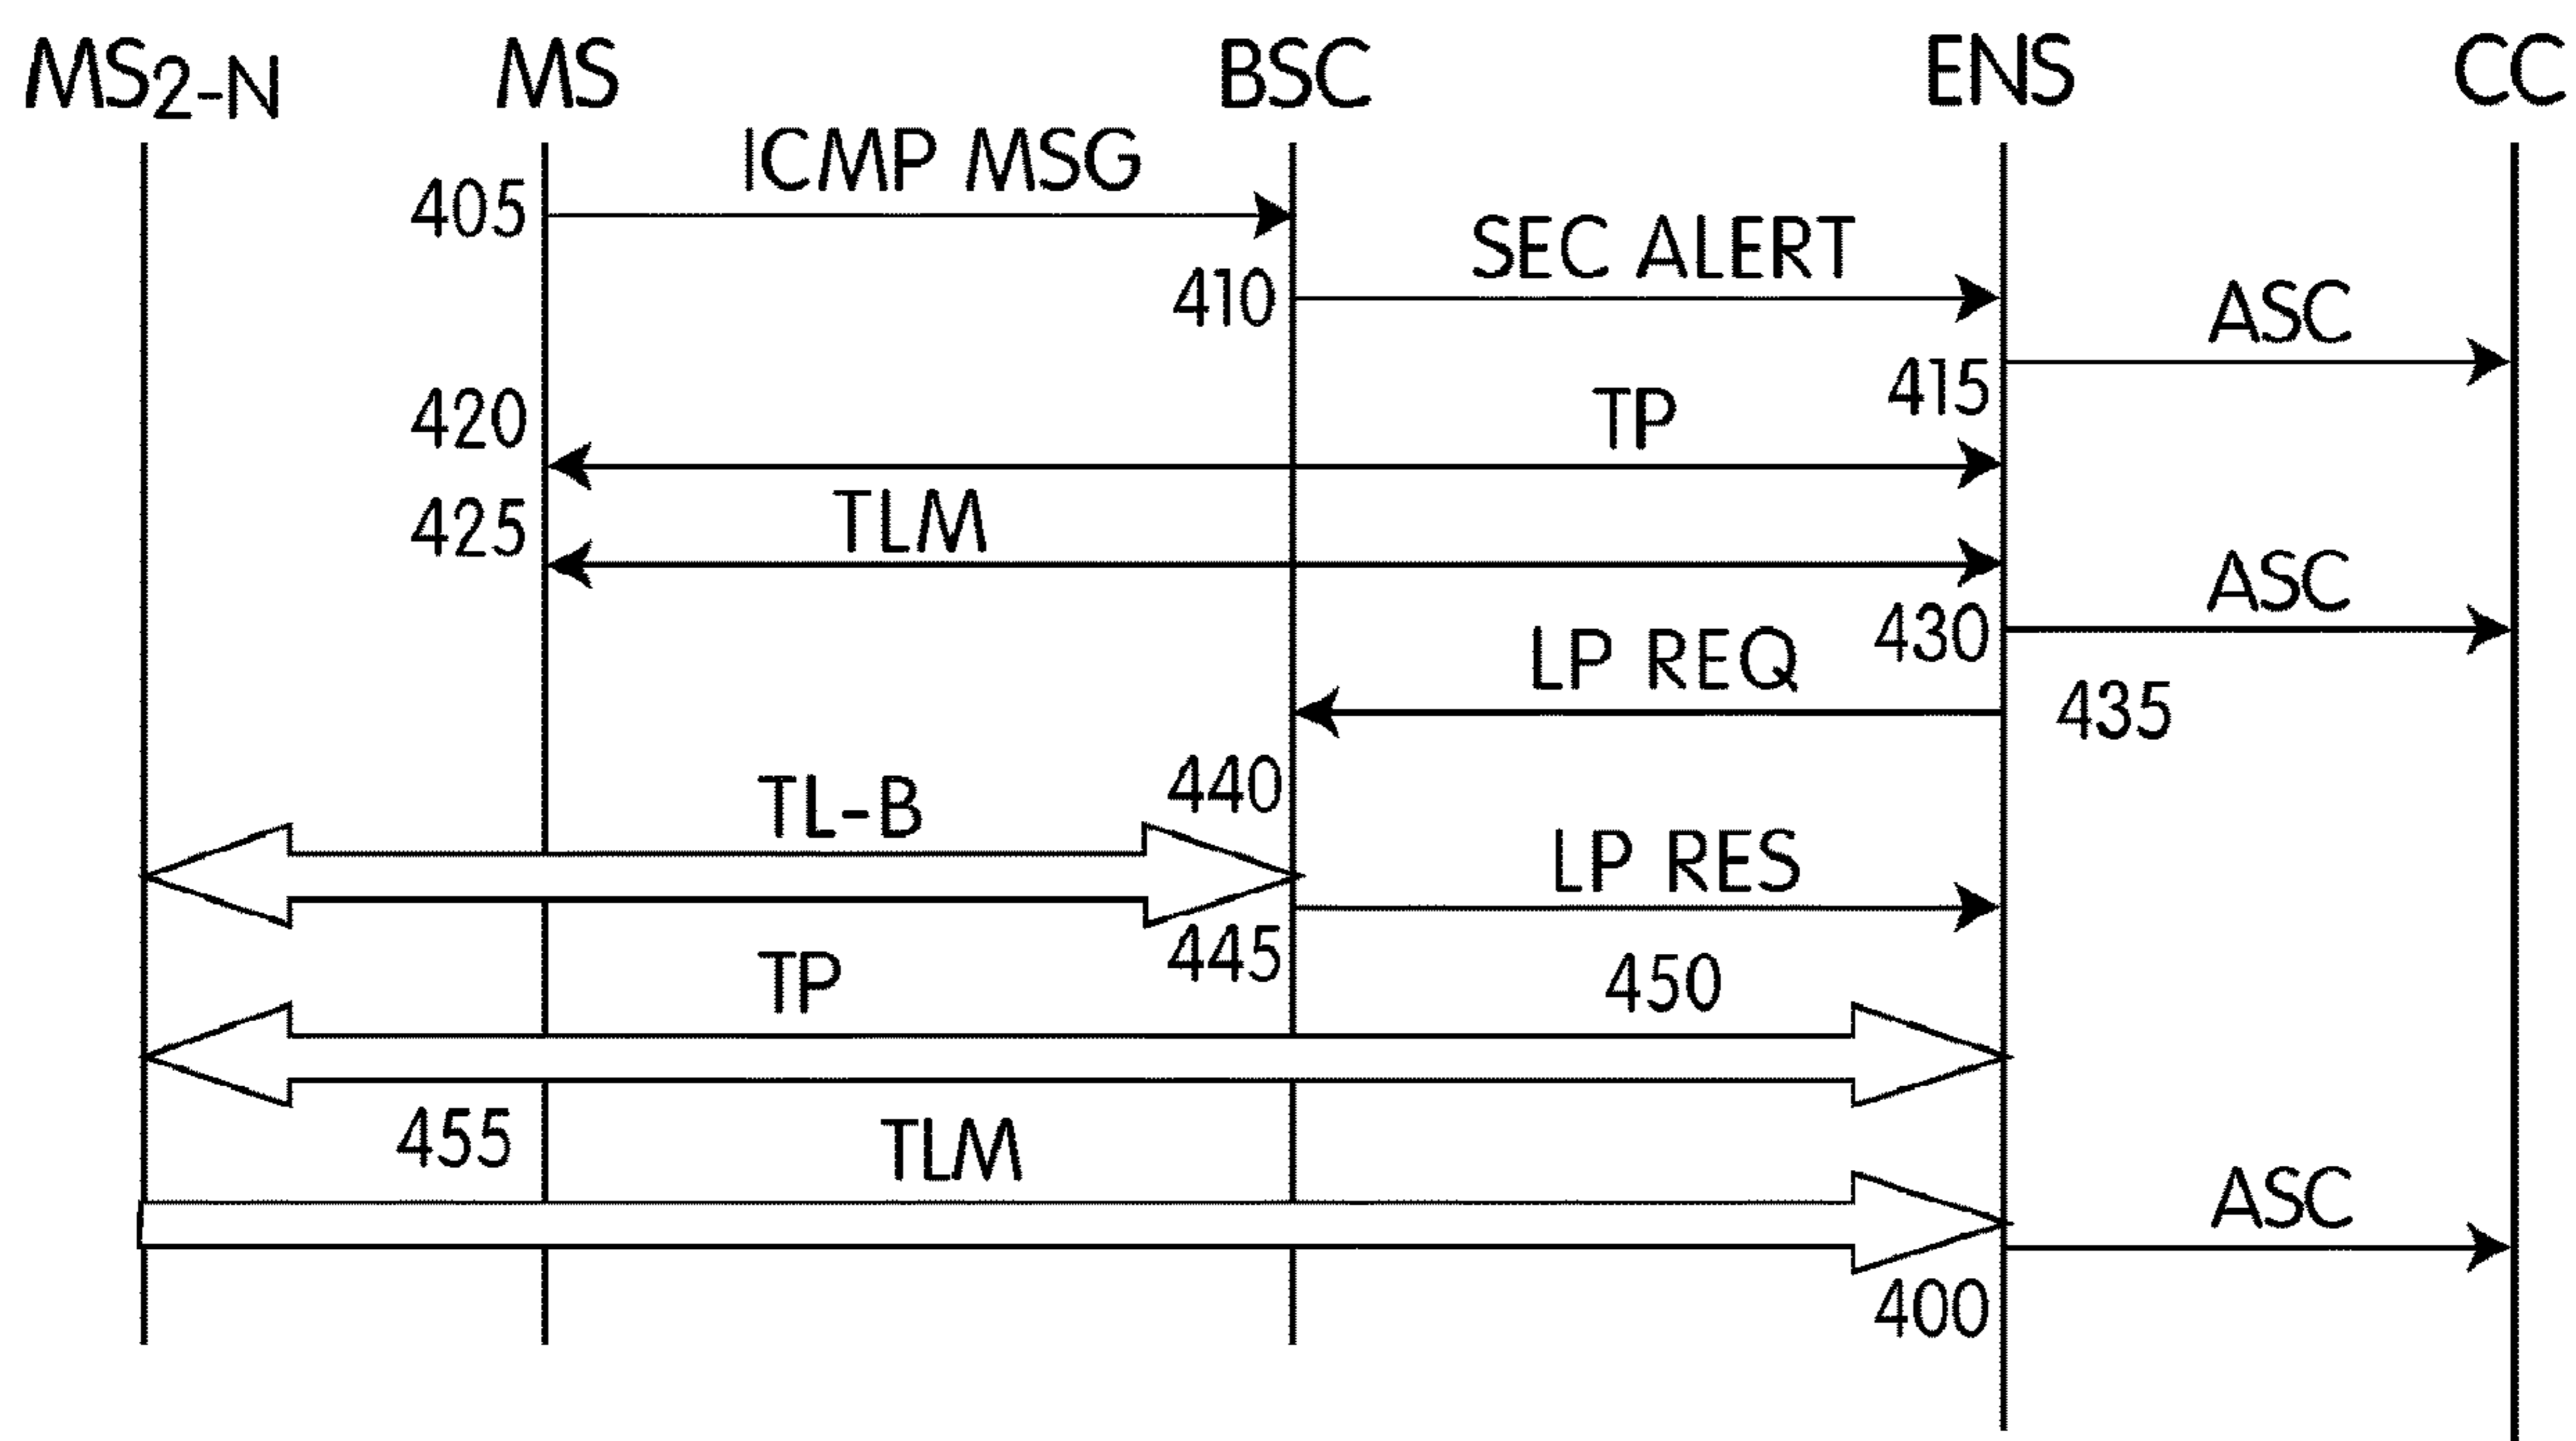 MS2-N MS BSC ENS CC
ICMP MSG
405
SEC ALERT
410
ASC
415
420
TP
425
TLM
ASC
430
LP REQ
435
440
TL-B
LP RES
445
TP
450
455
TLM
ASC
400